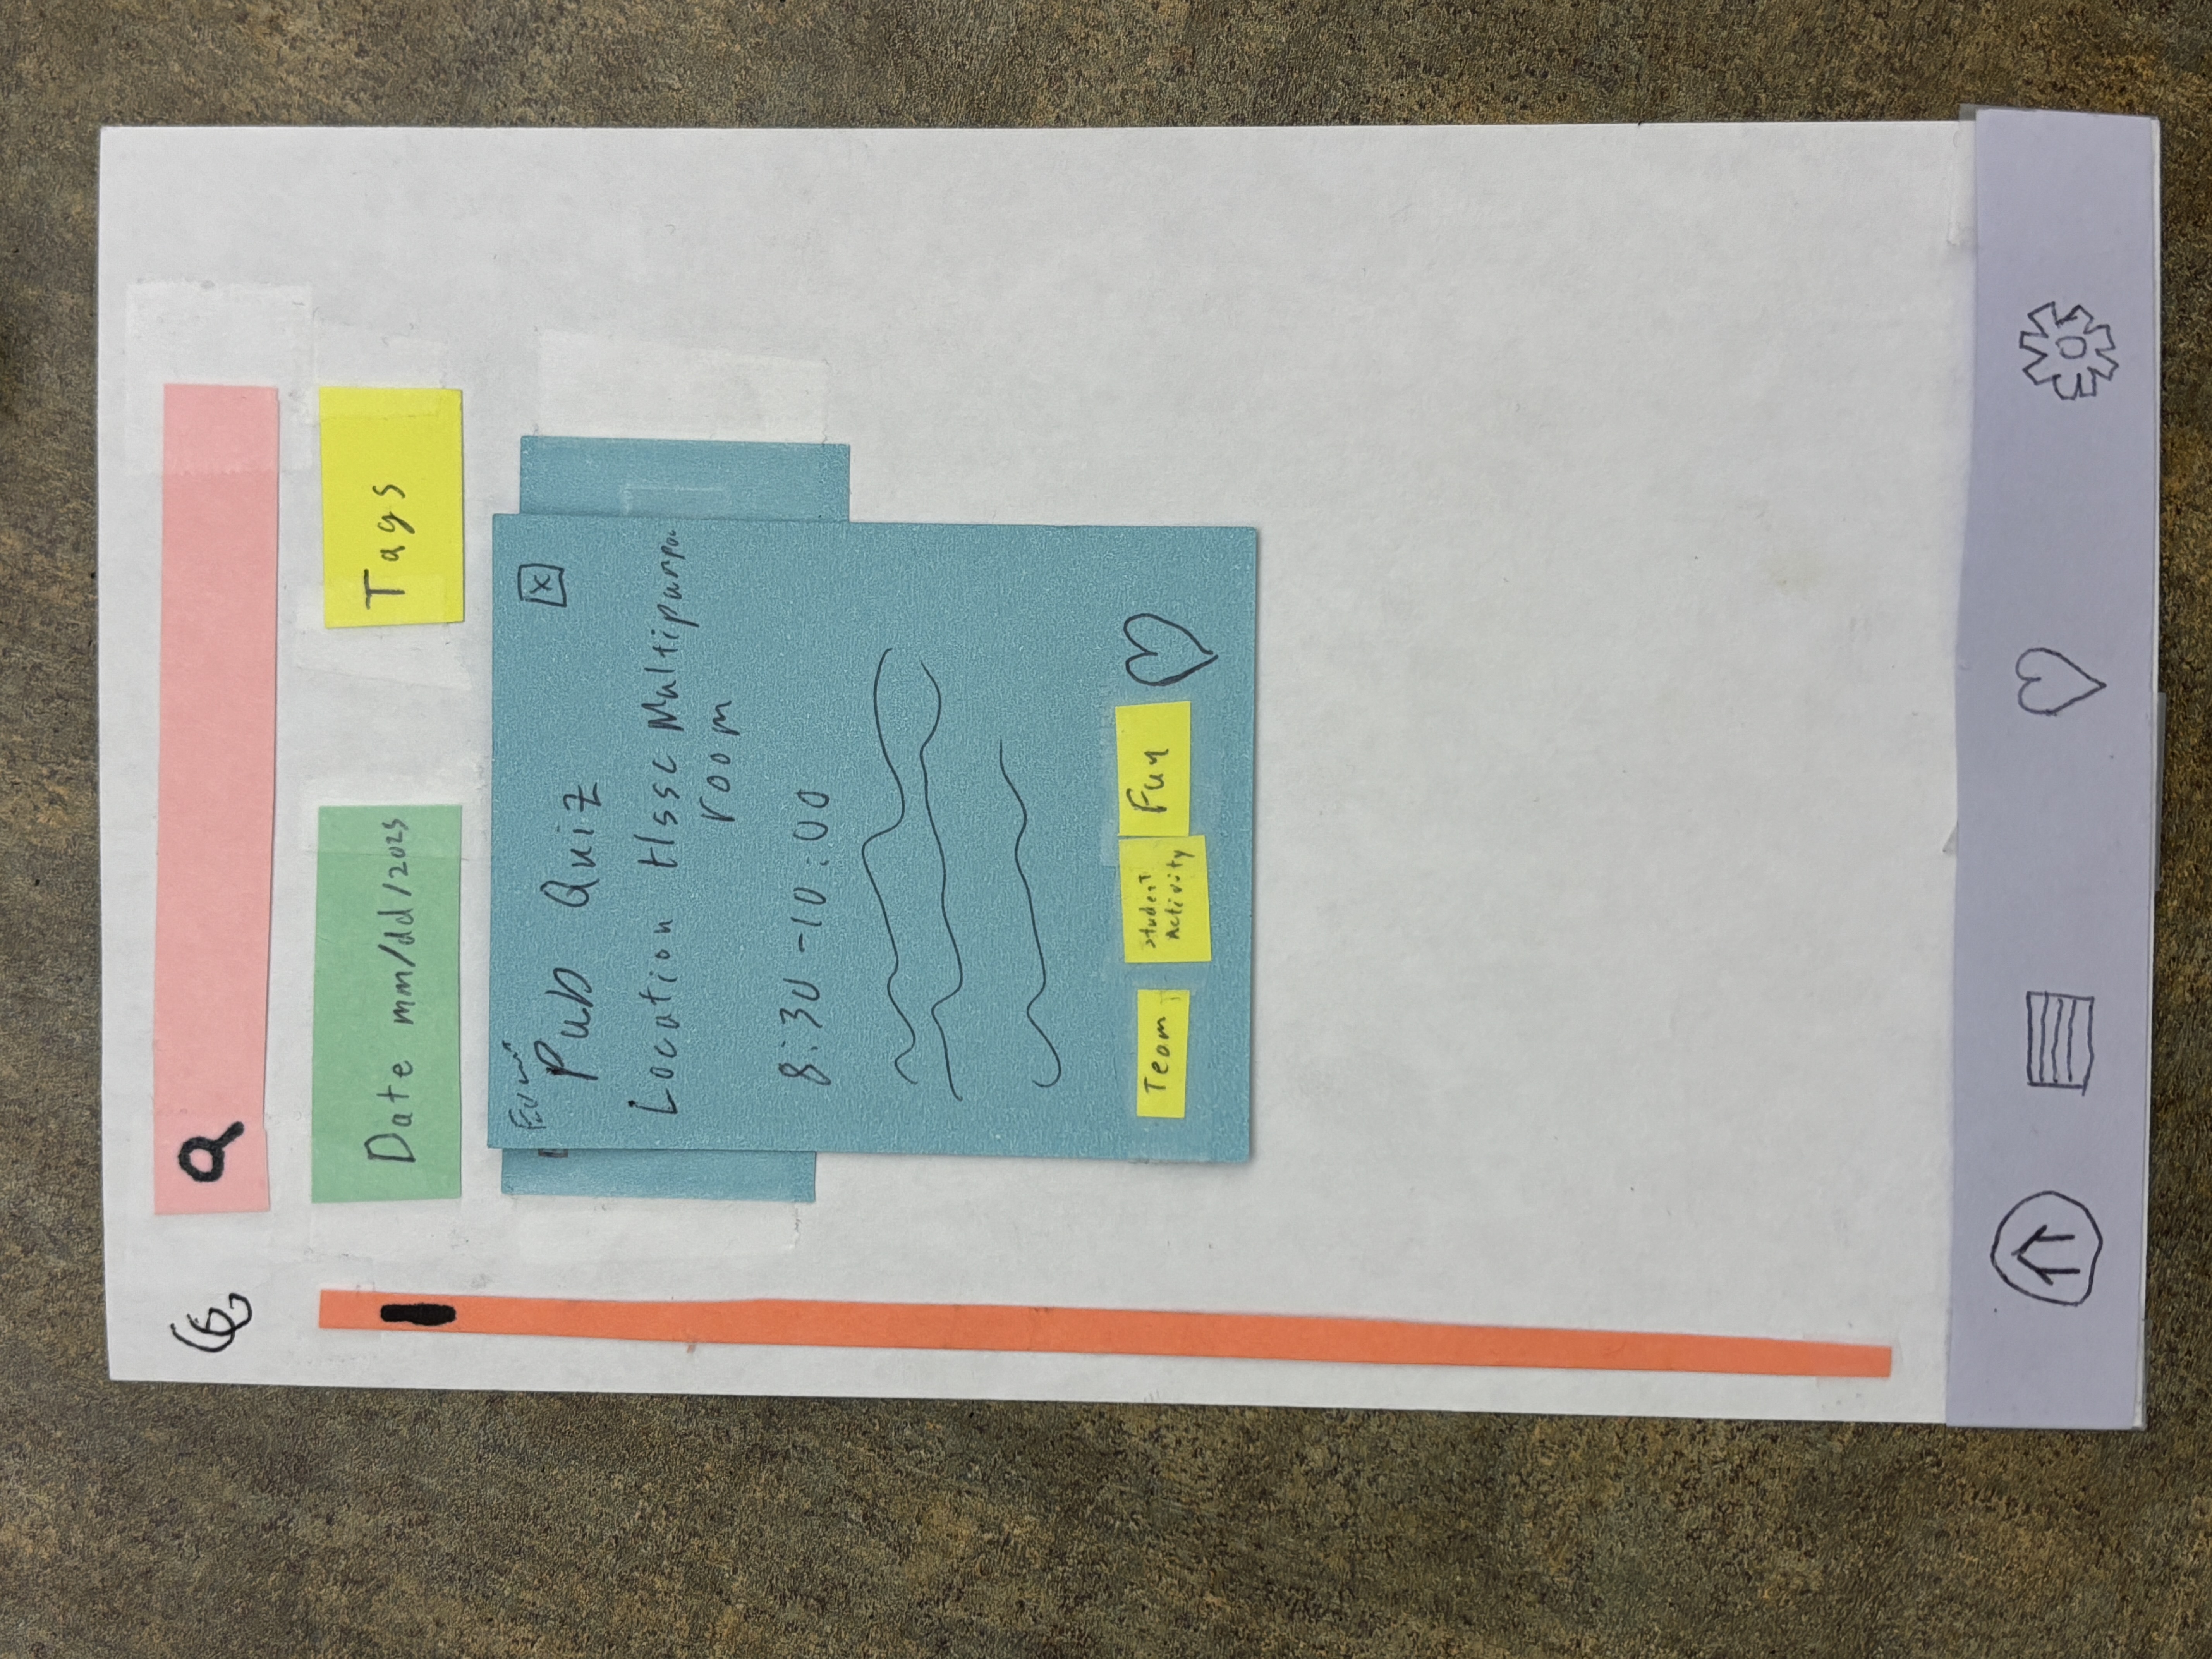 Date mm/dd/2025
Tags
Event
Pub Quiz
X
Location Hssc Multipurpo
room
8:30-10:00
Team
Student
Activity
Fun